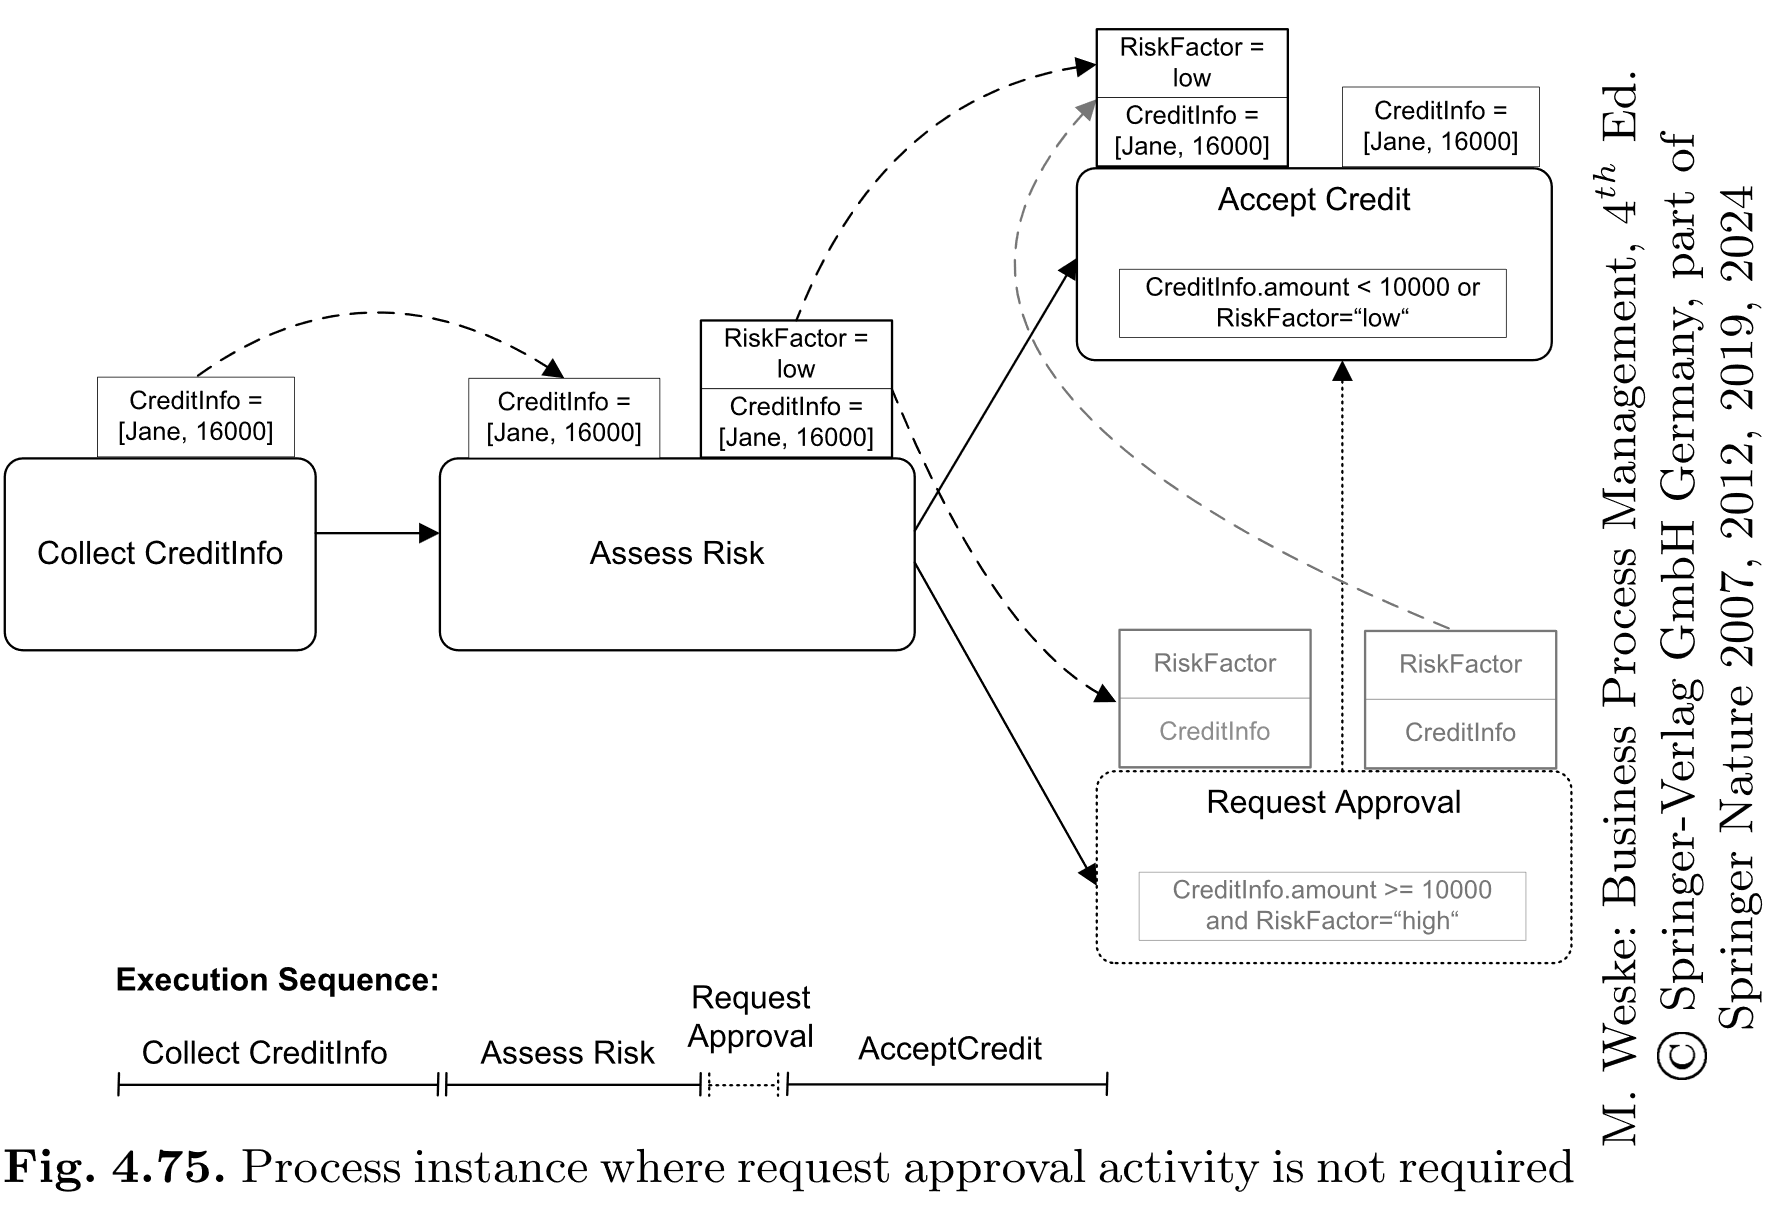 RiskFactor =
low
CreditInfo =
[Jane, 16000]
CreditInfo =
[Jane, 16000]
Accept Credit
CreditInfo.amount < 10000 or
RiskFactor=“low“
CreditInfo =
[Jane, 16000]
CreditInfo =
[Jane, 16000]
RiskFactor =
low
CreditInfo =
[Jane, 16000]
Collect CreditInfo
Assess Risk
RiskFactor
CreditInfo
RiskFactor
CreditInfo
Request Approval
CreditInfo.amount >= 10000
and RiskFactor=“high“
Execution Sequence:
Collect CreditInfo
Assess Risk
Request
Approval
AcceptCredit
Fig. 4.75. Process instance where request approval activity is not required
M. Weske: Business Process Management, 4th Ed.
© Springer-Verlag GmbH Germany, part of
Springer Nature 2007, 2012, 2019, 2024